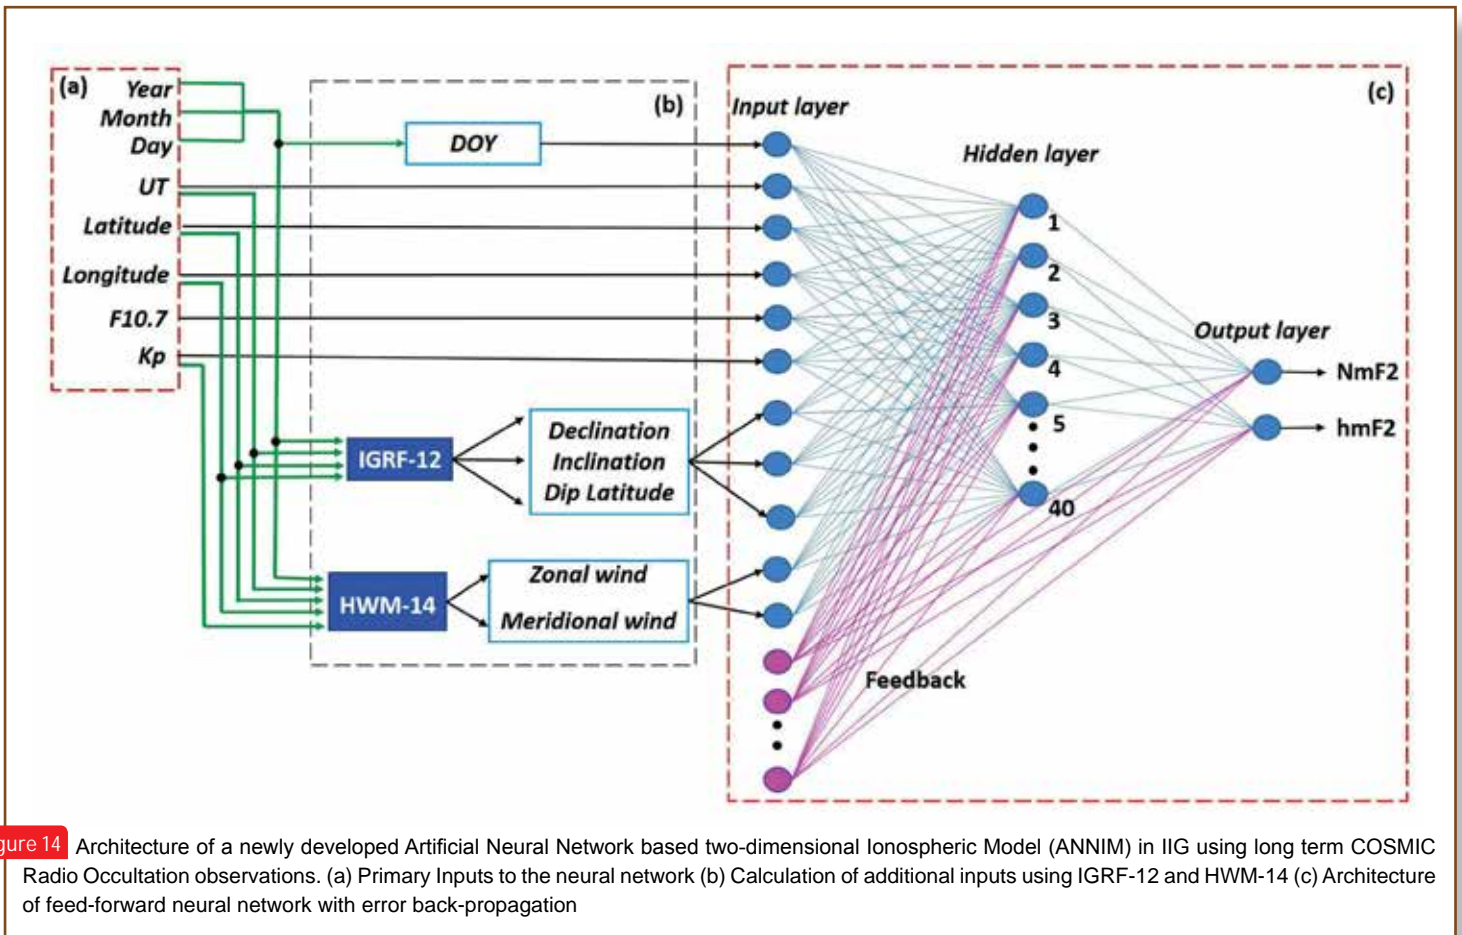 (a)
Year
Month
Day
UT
Latitude
Longitude
F10.7
Kp
(b)
DOY
IGRF-12
Declination
Inclination
Dip Latitude
HWM-14
Zonal wind
Meridional wind
(c)
Input layer
Hidden layer
1
2
3
4
5
40
Output layer
NmF2
hmF2
Feedback
gure 14 Architecture of a newly developed Artificial Neural Network based two-dimensional Ionospheric Model (ANNIM) in IIG using long term COSMIC
Radio Occultation observations. (a) Primary Inputs to the neural network (b) Calculation of additional inputs using IGRF-12 and HWM-14 (c) Architecture
of feed-forward neural network with error back-propagation